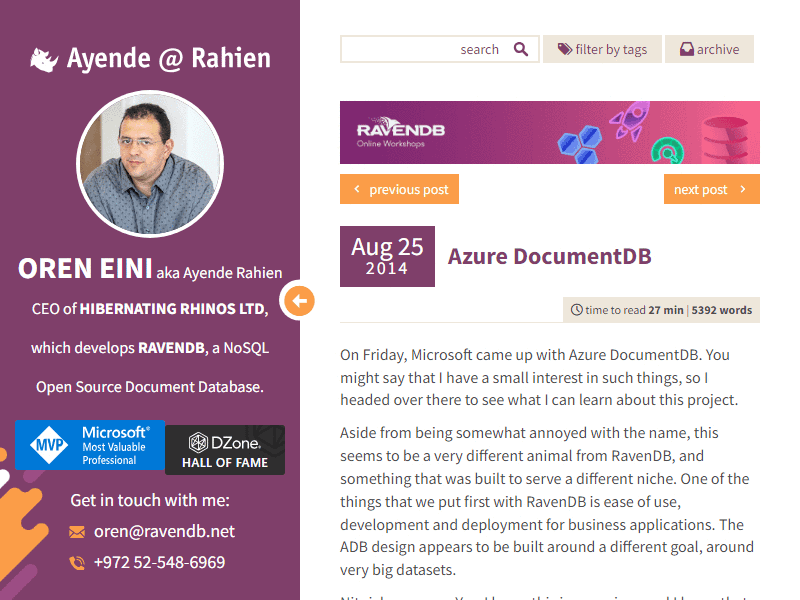 Ayende @ Rahien
OREN EINI aka Ayende Rahien
CEO of HIBERNATING RHINOS LTD,
which develops RAVENDB, a NoSQL
Open Source Document Database.
MVP
Microsoft®
Most Valuable
Professional
DZone.
HALL OF FAME
Get in touch with me:
oren@ravendb.net
+972 52-548-6969
search
filter by tags
archive
RAVENDB
Online Workshops
previous post
next post
Aug 25
2014
Azure DocumentDB
time to read 27 min | 5392 words
On Friday, Microsoft came up with Azure DocumentDB. You
might say that I have a small interest in such things, so I
headed over there to see what I can learn about this project.
Aside from being somewhat annoyed with the name, this
seems to be a very different animal from RavenDB, and
something that was built to serve a different niche. One of the
things that we put first with RavenDB is ease of use,
development and deployment for business applications. The
ADB design appears to be built around a different goal, around
very big datasets.